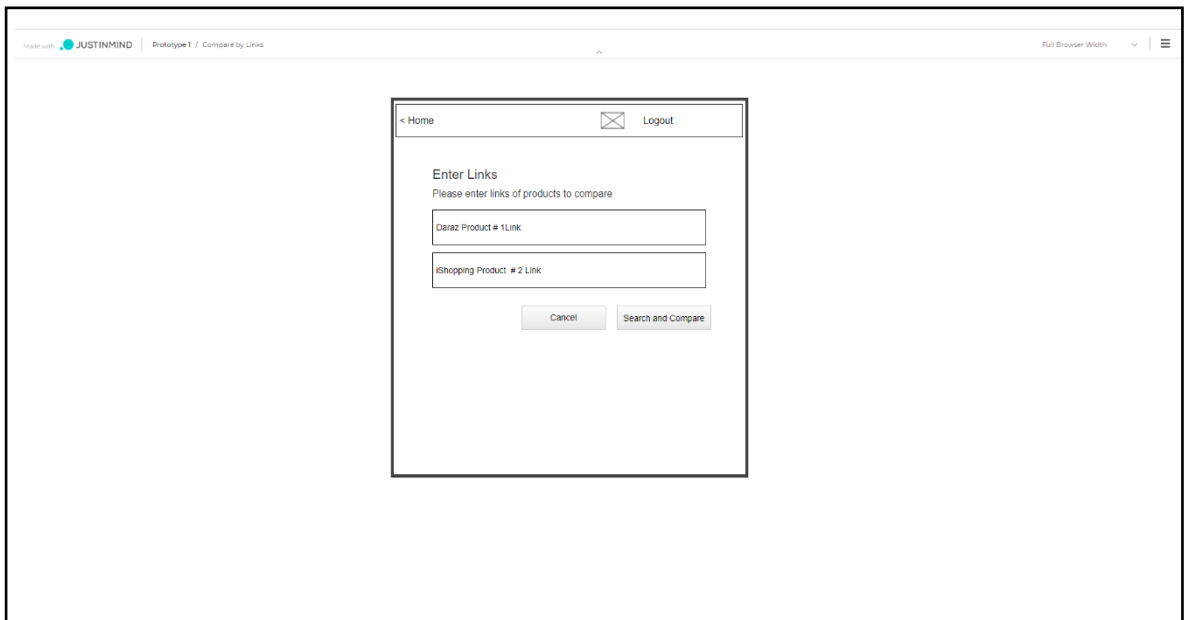 Made with JUSTINMIND Prototype 1 / Compare by Links Full Browser Width
< Home Logout
Enter Links
Please enter links of products to compare
Daraz Product # 1Link
iShopping Product # 2 Link
Cancel Search and Compare